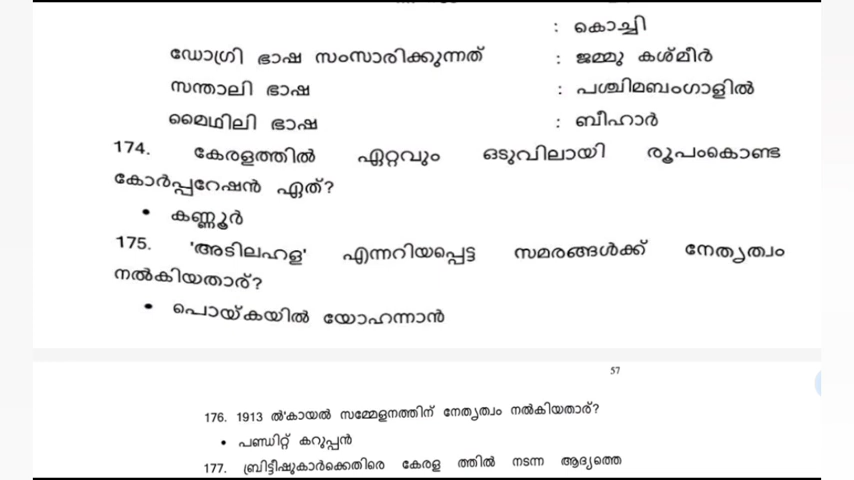 : കൊച്ചി
ഡോഗ്രി ഭാഷ സംസാരിക്കുന്നത് : ജമ്മു കശ്മീർ
സന്താലി ഭാഷ : പശ്ചിമബംഗാളിൽ
മൈഥിലി ഭാഷ : ബീഹാർ
174. കേരളത്തിൽ ഏറ്റവും ഒടുവിലായി രൂപംകൊണ്ട
കോർപ്പറേഷൻ ഏത്?
• കണ്ണൂർ
175. 'അടിലഹള' എന്നറിയപ്പെട്ട സമരങ്ങൾക്ക് നേതൃത്വം
നൽകിയതാര്?
• പൊയ്കയിൽ യോഹന്നാൻ
57
176. 1913 ൽ'കായൽ സമ്മേളനത്തിന് നേതൃത്വം നൽകിയതാര്?
• പണ്ഡിറ്റ് കറുപ്പൻ
177. ബ്രിട്ടീഷുകാർക്കെതിരെ കേരള ത്തിൽ നടന്ന ആദ്യത്തെ